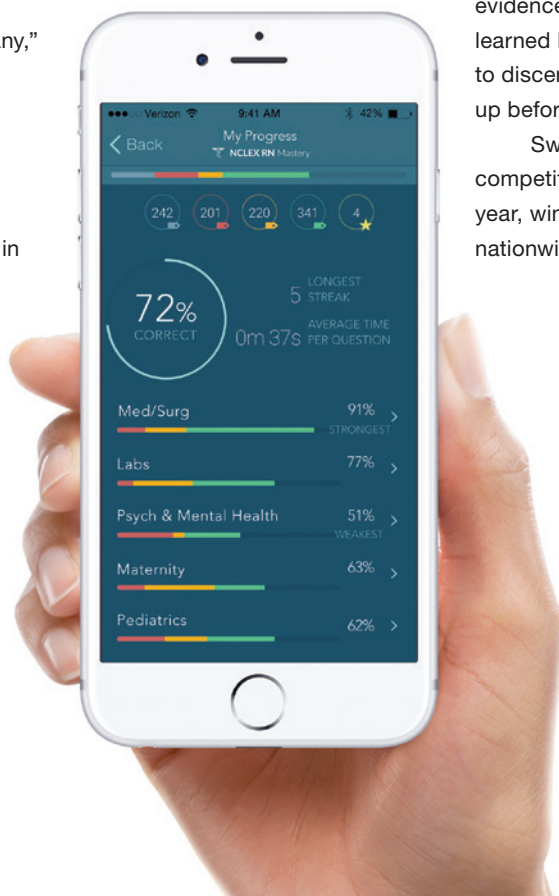 any,”
in
evidence
learned
to discer
up befor
Sw
competit
year, win
nationwi
Verizon 9:41 AM 42%
Back
My Progress
NCLEX RN Mastery
242 201 220 341 4
72%
CORRECT
5 LONGEST STREAK
0m 37s AVERAGE TIME PER QUESTION
Med/Surg 91%
STRONGEST
Labs 77%
Psych & Mental Health 51%
WEAKEST
Maternity 63%
Pediatrics 62%